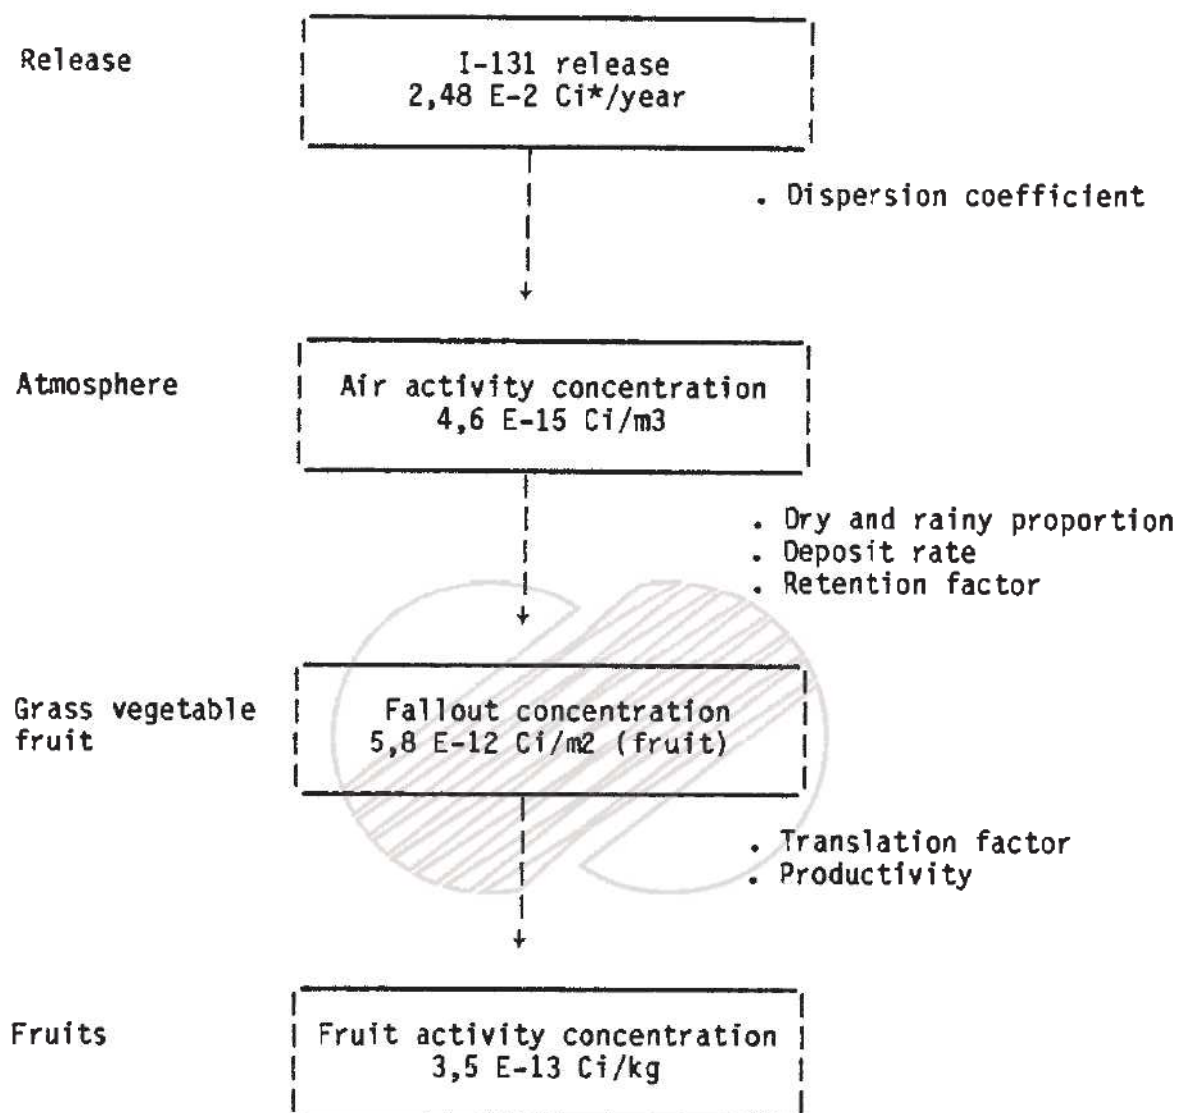 Release
I-131 release
2,48 E-2 Ci*/year
. Dispersion coefficient
Atmosphere
Air activity concentration
4,6 E-15 Ci/m3
. Dry and rainy proportion
. Deposit rate
. Retention factor
Grass vegetable
fruit
Fallout concentration
5,8 E-12 Ci/m2 (fruit)
. Translation factor
. Productivity
Fruits
Fruit activity concentration
3,5 E-13 Ci/kg